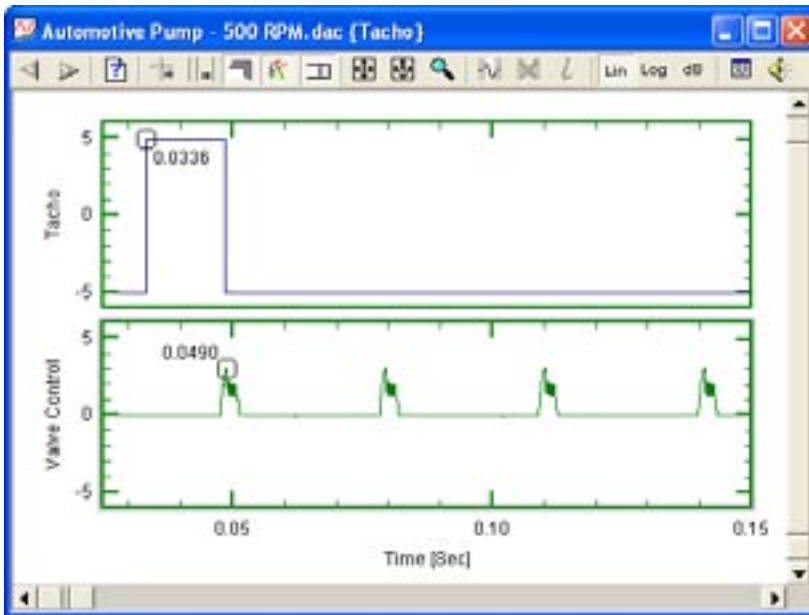 Automotive Pump - 500 RPM.dac {Tacho}
Lin Log dB
5
0.0336
Tacho
0
-5
5
0.0490
Valve Control
0
-5
0.05 0.10 0.15
Time [Sec]